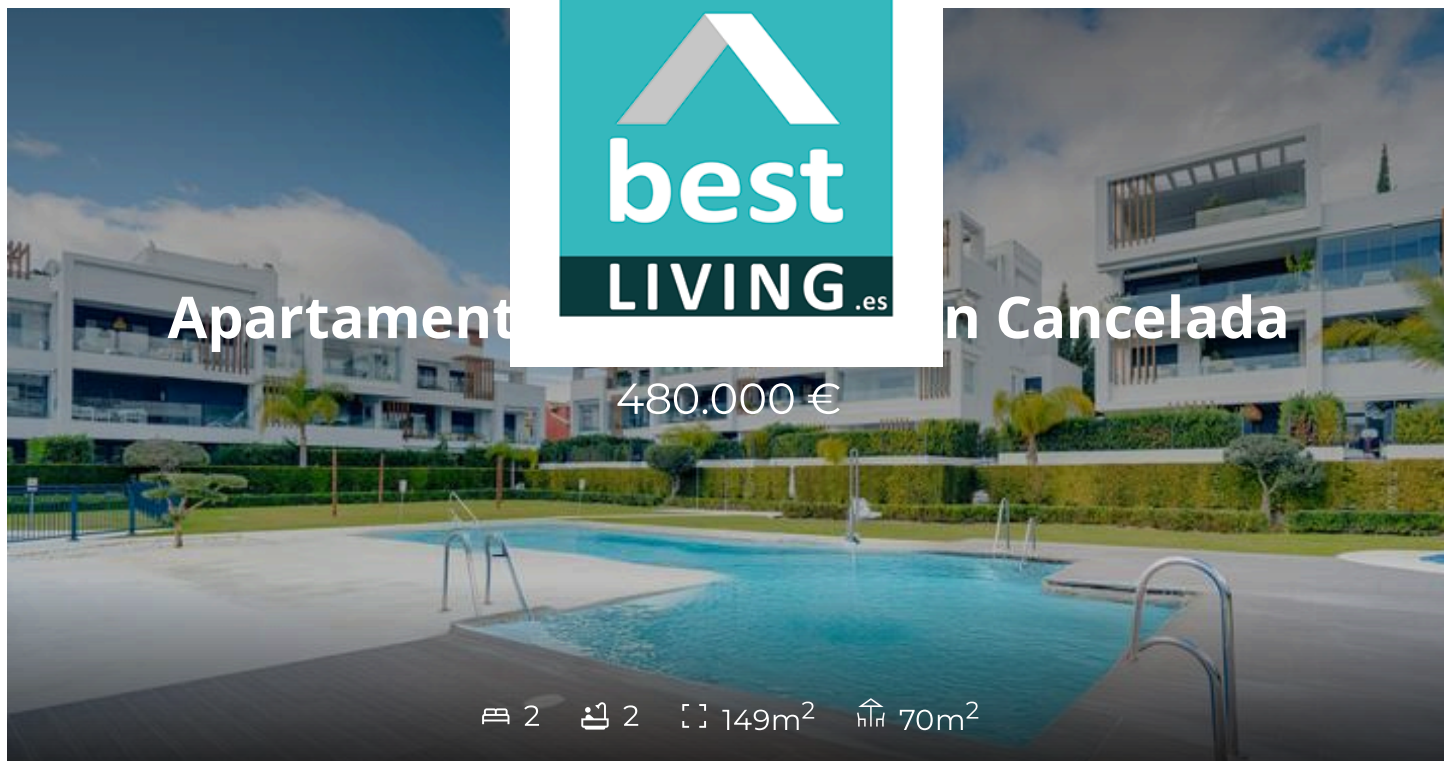 best
LIVING.es
Apartament n Cancelada
480.000 €
2 2 149m² 70m²